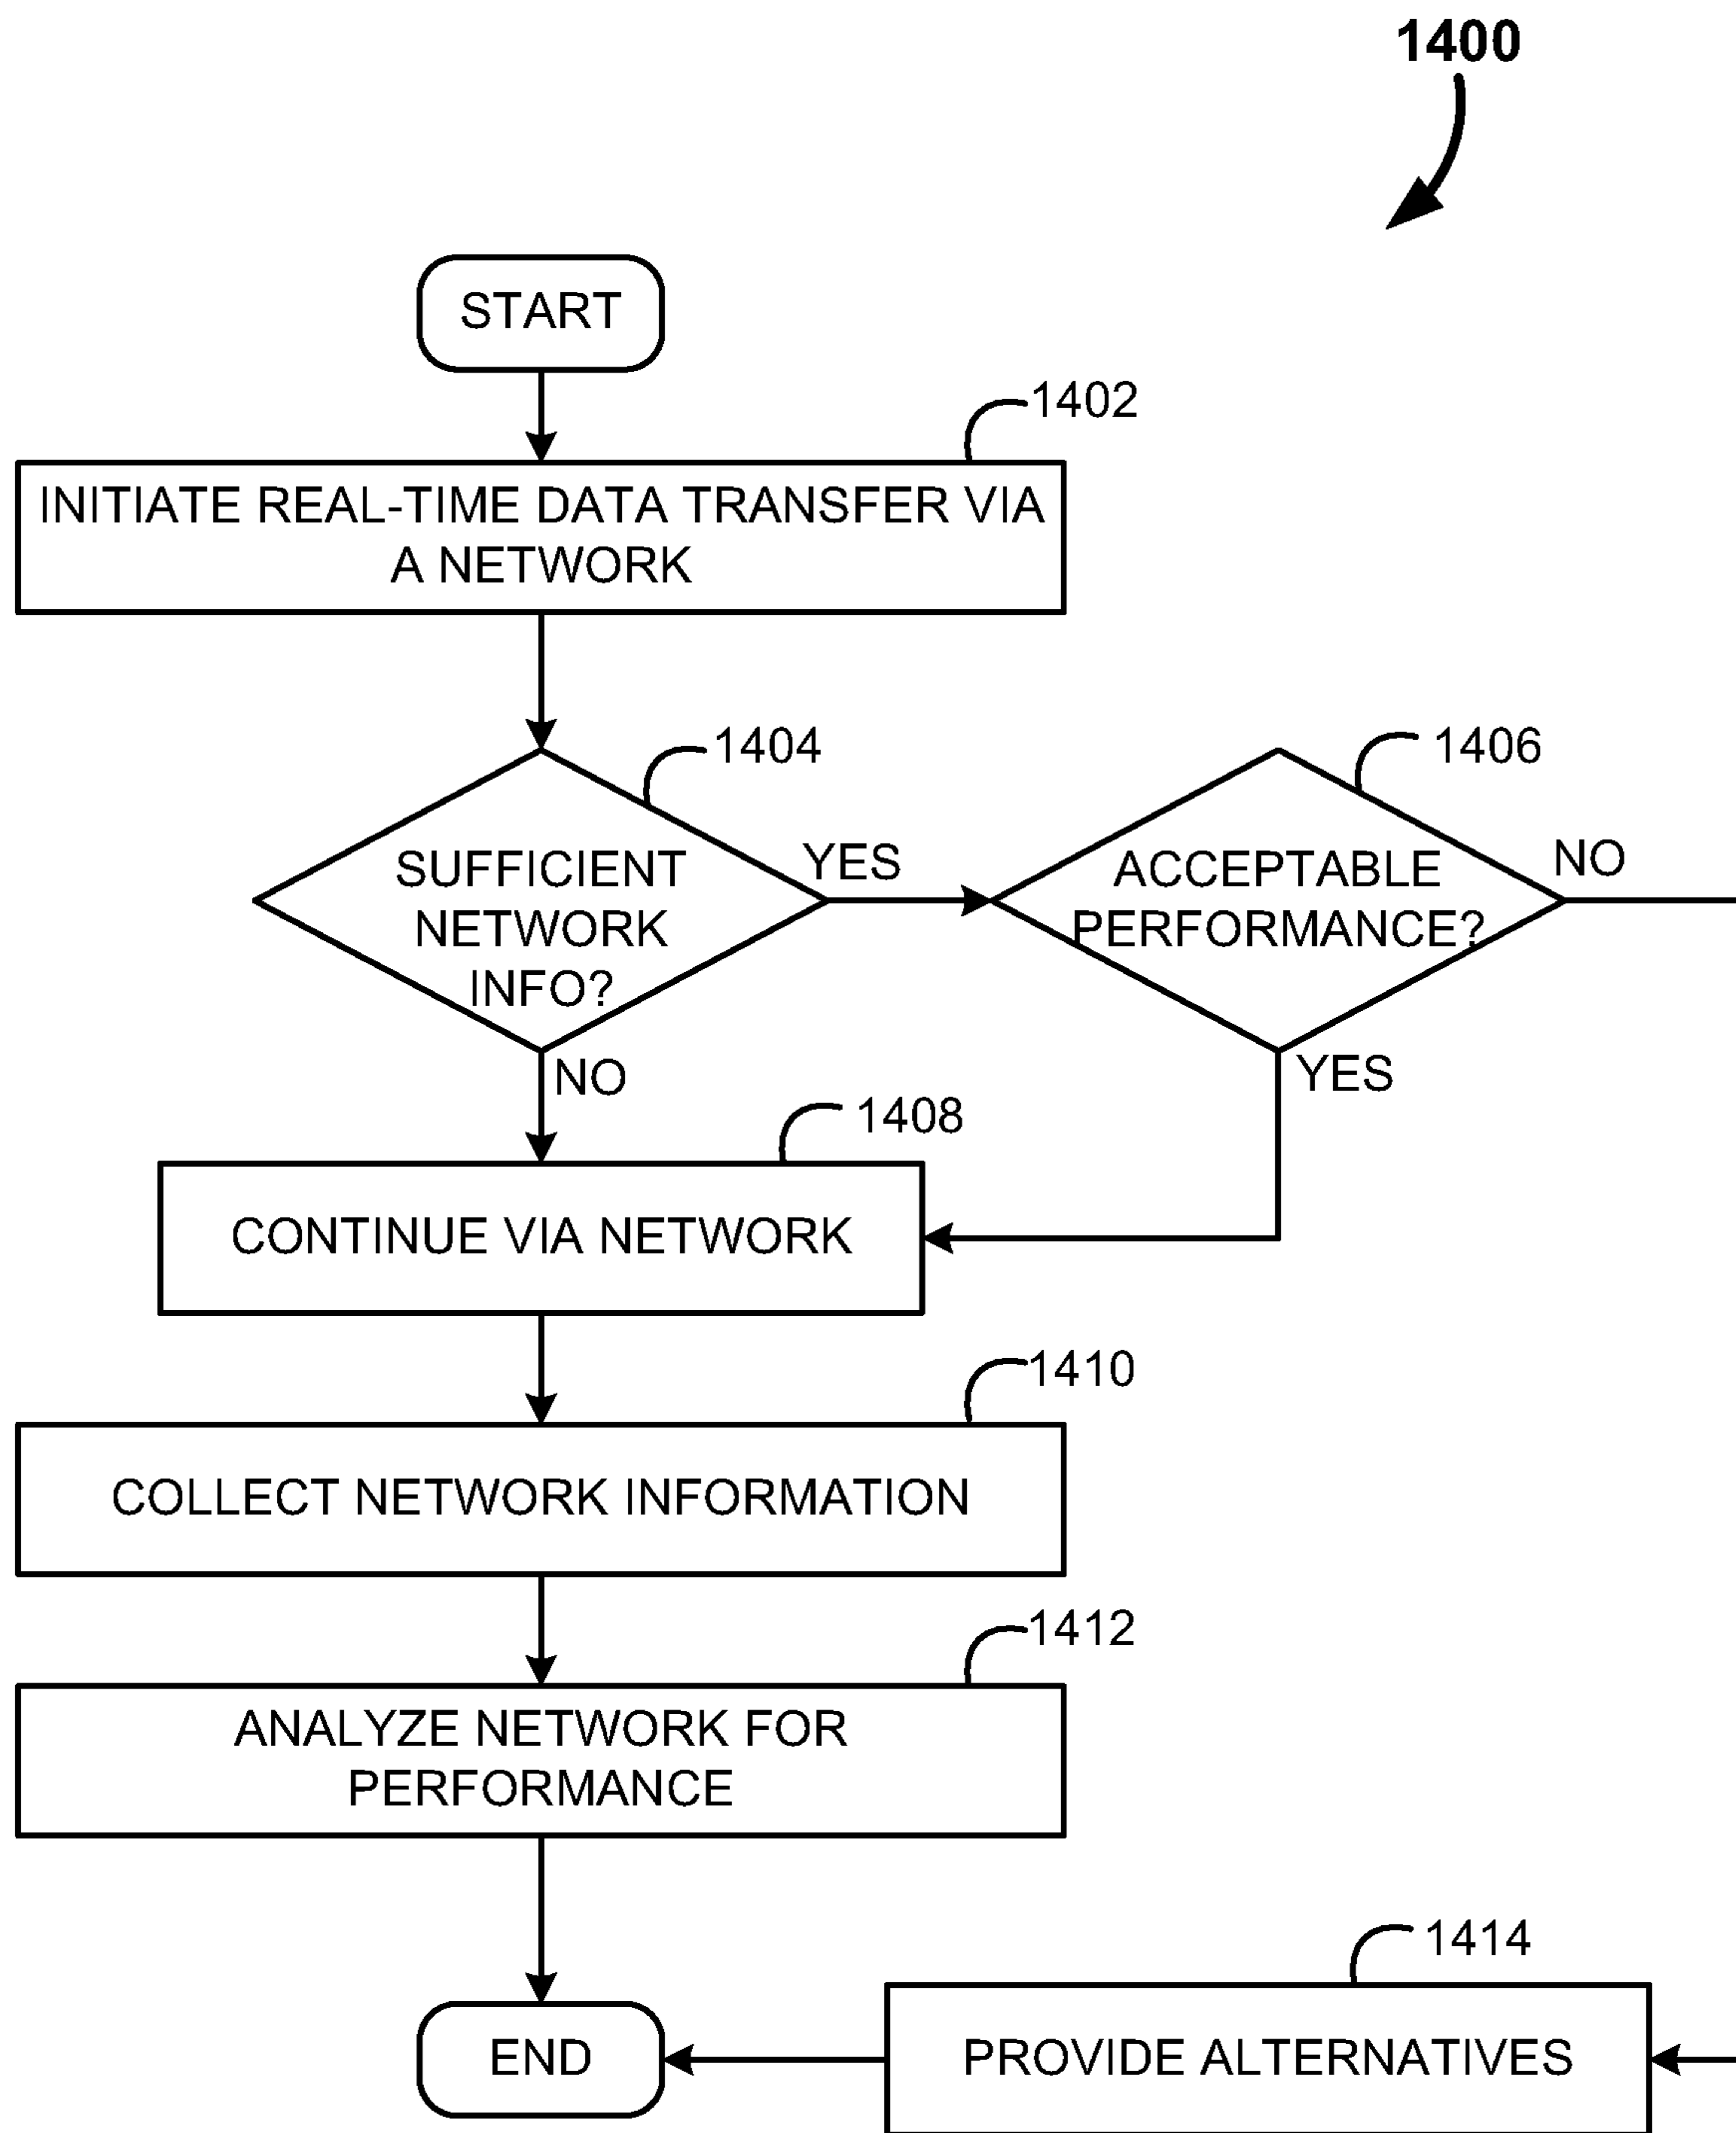 1400
START
1402
INITIATE REAL-TIME DATA TRANSFER VIA
A NETWORK
1404
1406
SUFFICIENT
NETWORK
INFO?
YES
ACCEPTABLE
PERFORMANCE?
NO
NO
YES
1408
CONTINUE VIA NETWORK
1410
COLLECT NETWORK INFORMATION
1412
ANALYZE NETWORK FOR
PERFORMANCE
1414
END
PROVIDE ALTERNATIVES